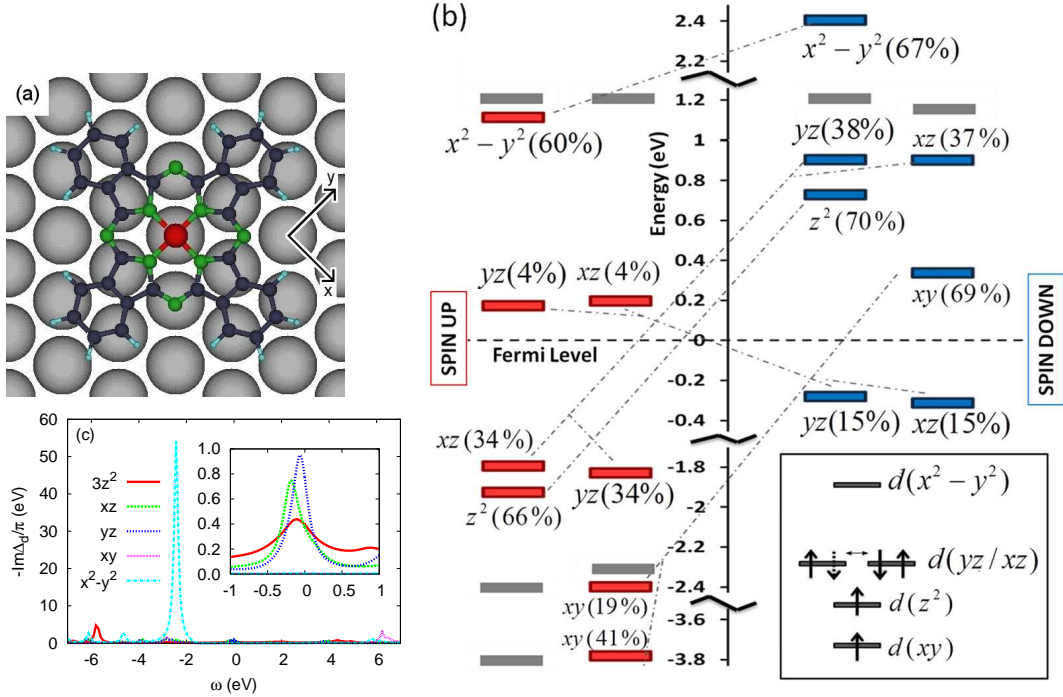 (a)
y
x
(b)
2.4
x² − y² (67%)
2.2
1.2
x² − y² (60%)
yz (38%)
xz (37%)
1
0.8
z² (70%)
0.6
Energy (eV)
yz (4%)
xz (4%)
0.4
xy (69%)
0.2
SPIN UP
Fermi Level
0
SPIN DOWN
-0.2
-0.4
yz (15%)
xz (15%)
xz (34%)
-1.8
z² (66%)
yz (34%)
-2.2
-2.4
xy (19%)
xy (41%)
-3.6
-3.8
d(x² − y²)
d(yz / xz)
d(z²)
d(xy)
(c)
-ImΔd/π (eV)
60
50
40
30
20
10
0
3z²
xz
yz
xy
x²-y²
1.0
0.8
0.6
0.4
0.2
0.0
-1 -0.5 0 0.5 1
-6 -4 -2 0 2 4 6
ω (eV)